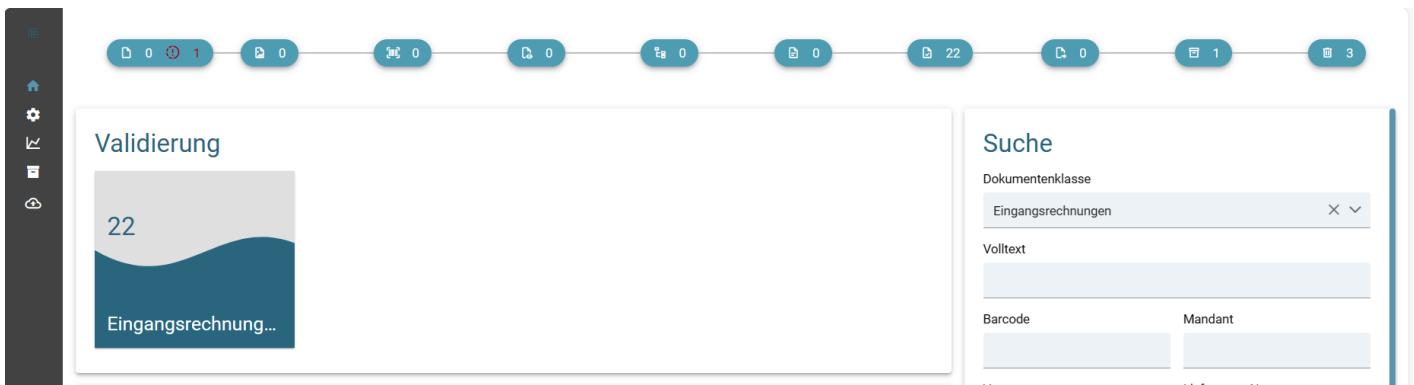 0 1 0 0 0 0 0 22 0 1 3
Validierung
22
Eingangsrechnung...
Suche
Dokumentenklasse
Eingangsrechnungen
Volltext
Barcode Mandant